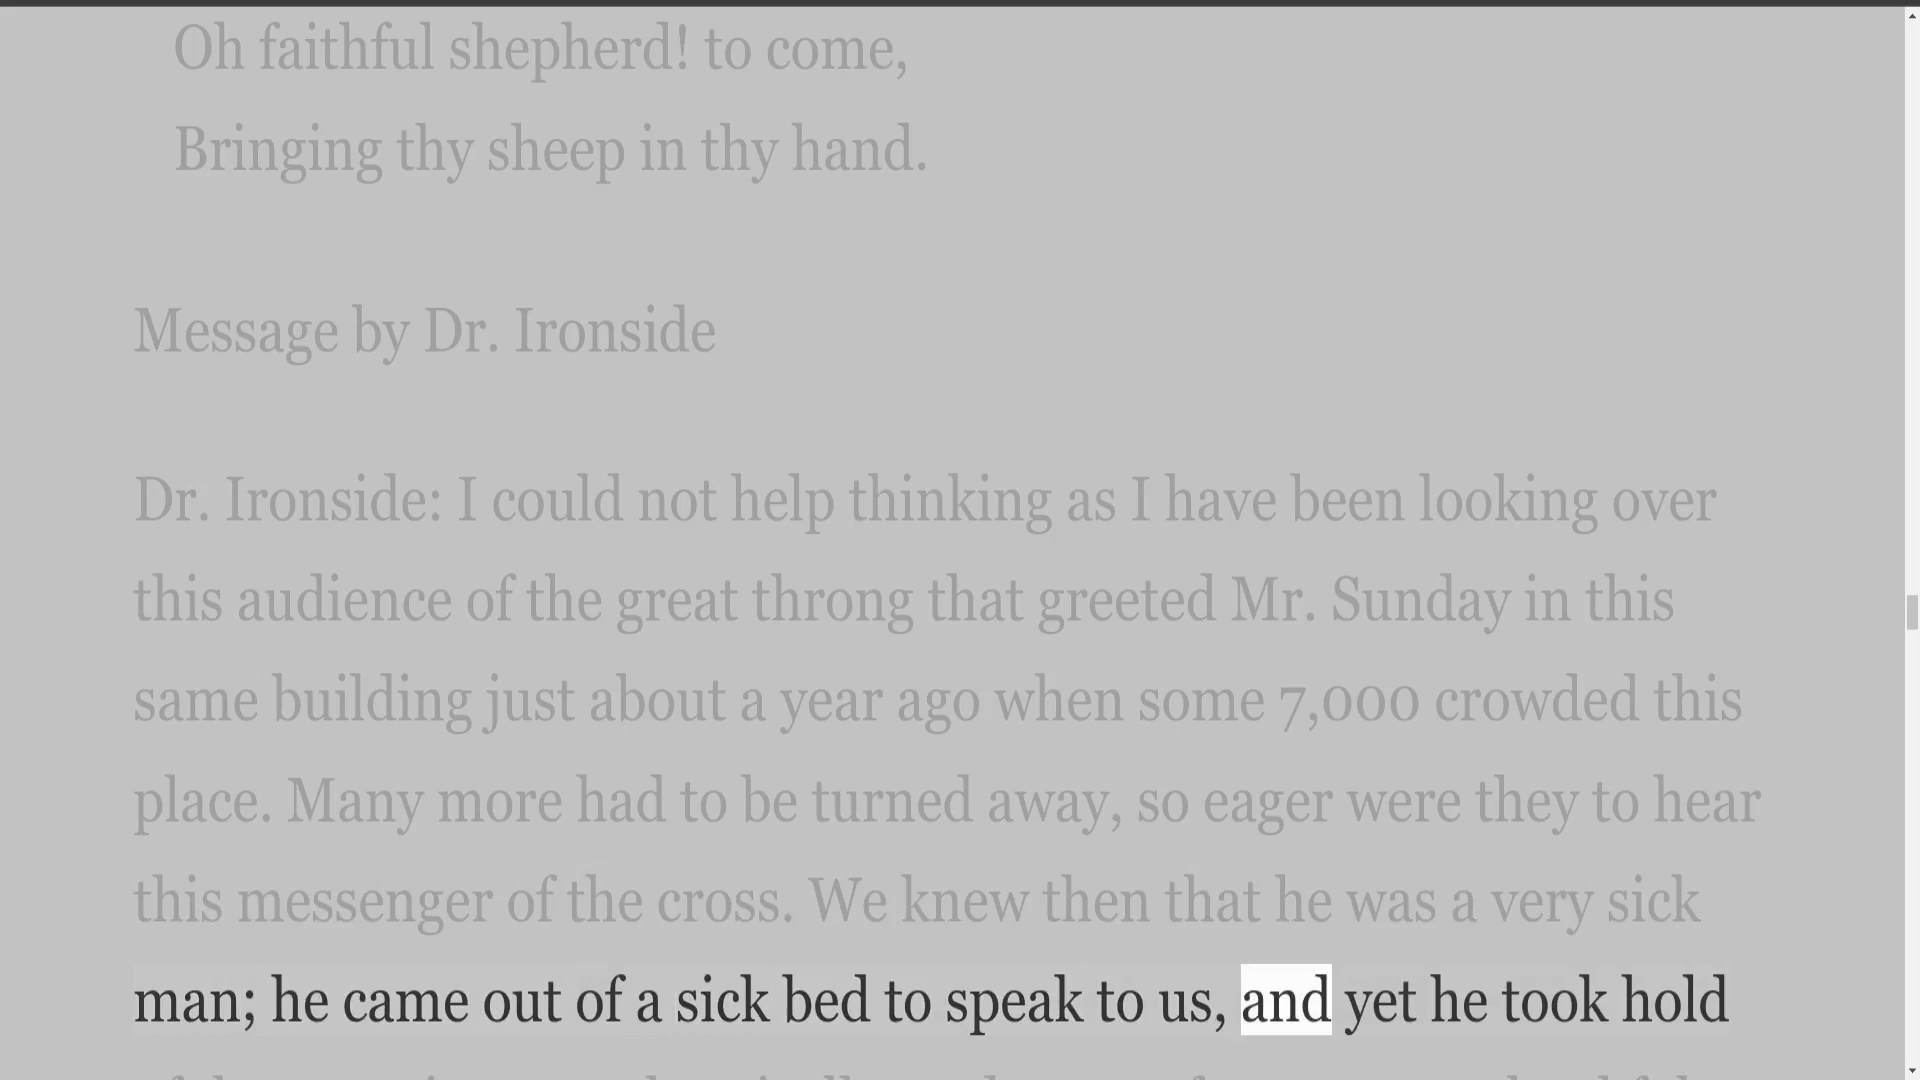 Oh faithful shepherd! to come,
Bringing thy sheep in thy hand.
Message by Dr. Ironside
Dr. Ironside: I could not help thinking as I have been looking over
this audience of the great throng that greeted Mr. Sunday in this
same building just about a year ago when some 7,000 crowded this
place. Many more had to be turned away, so eager were they to hear
this messenger of the cross. We knew then that he was a very sick
man; he came out of a sick bed to speak to us, and yet he took hold